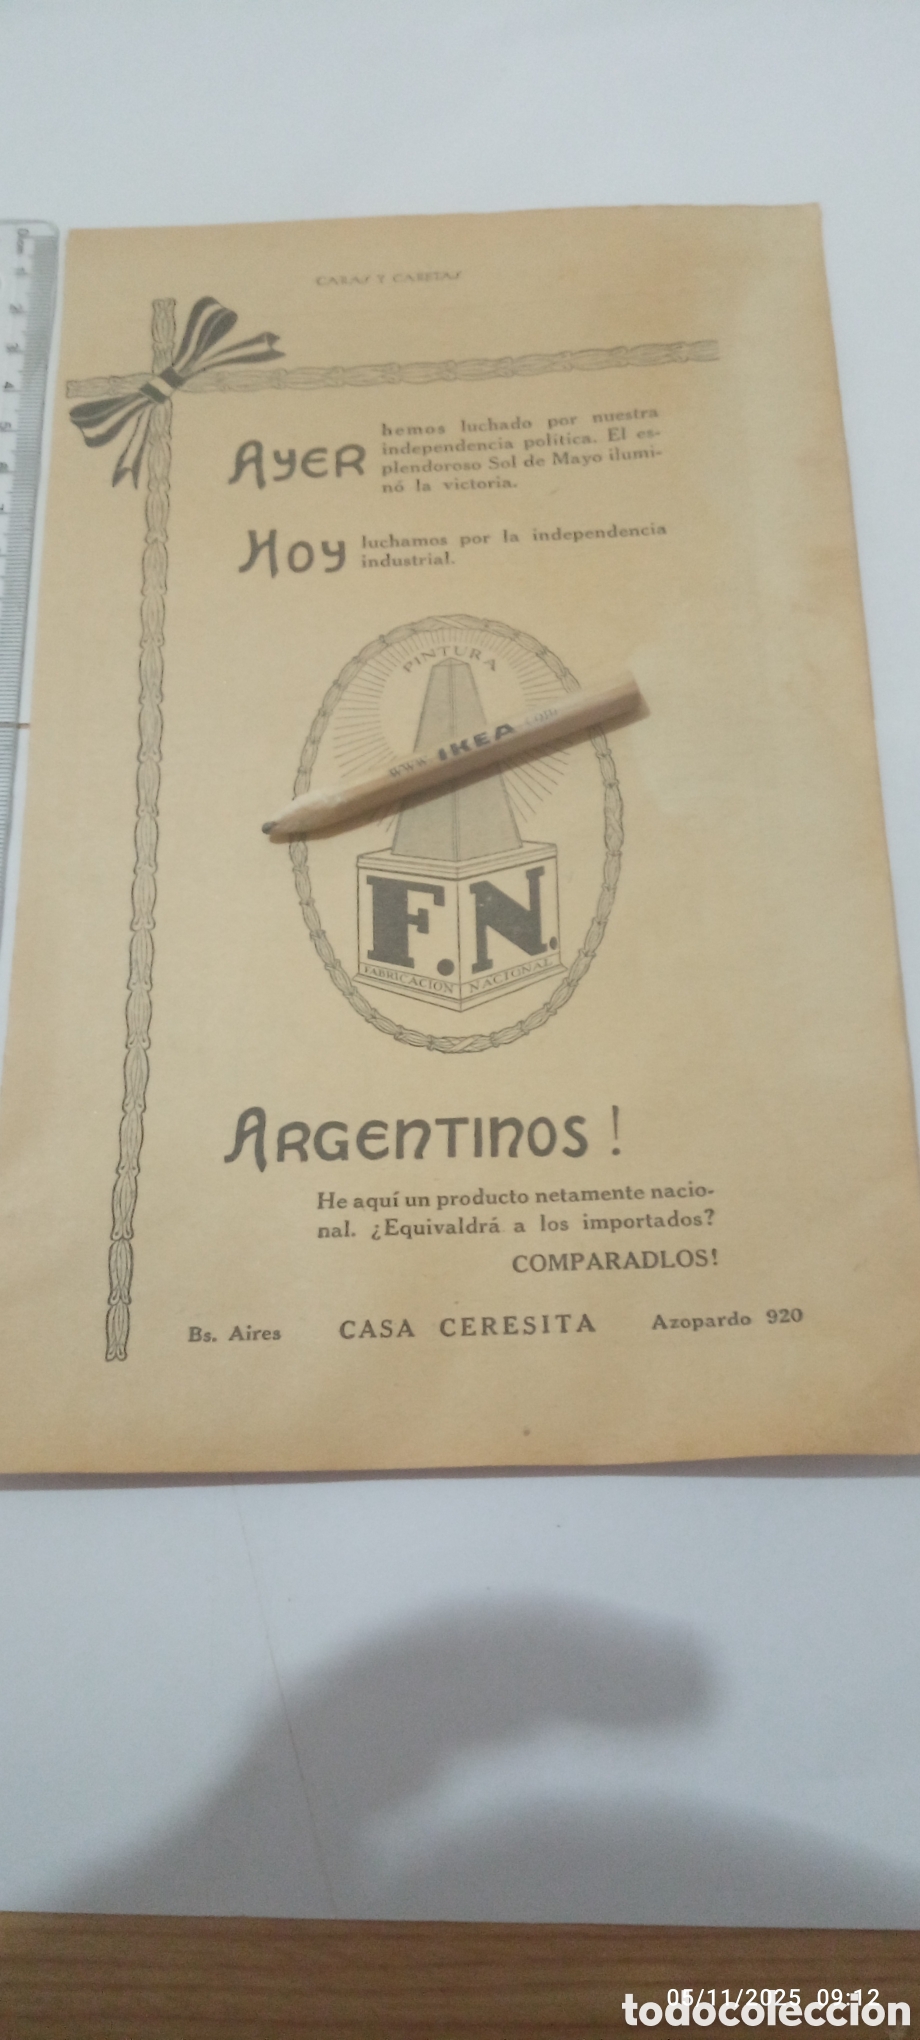 CARAS Y CARETAS
AYER hemos luchado por nuestra
independencia política. El es-
plendoroso Sol de Mayo ilumi-
nó la victoria.
HOY luchamos por la independencia
industrial.
PINTURA
www.IKEA.com
F.N.
FABRICACION NACIONAL
ARGENTINOS!
He aquí un producto netamente nacio-
nal. ¿Equivaldrá a los importados?
COMPARADLOS!
Bs. Aires CASA CERESITA Azopardo 920
05/11/2025 09:12
todocoleccion